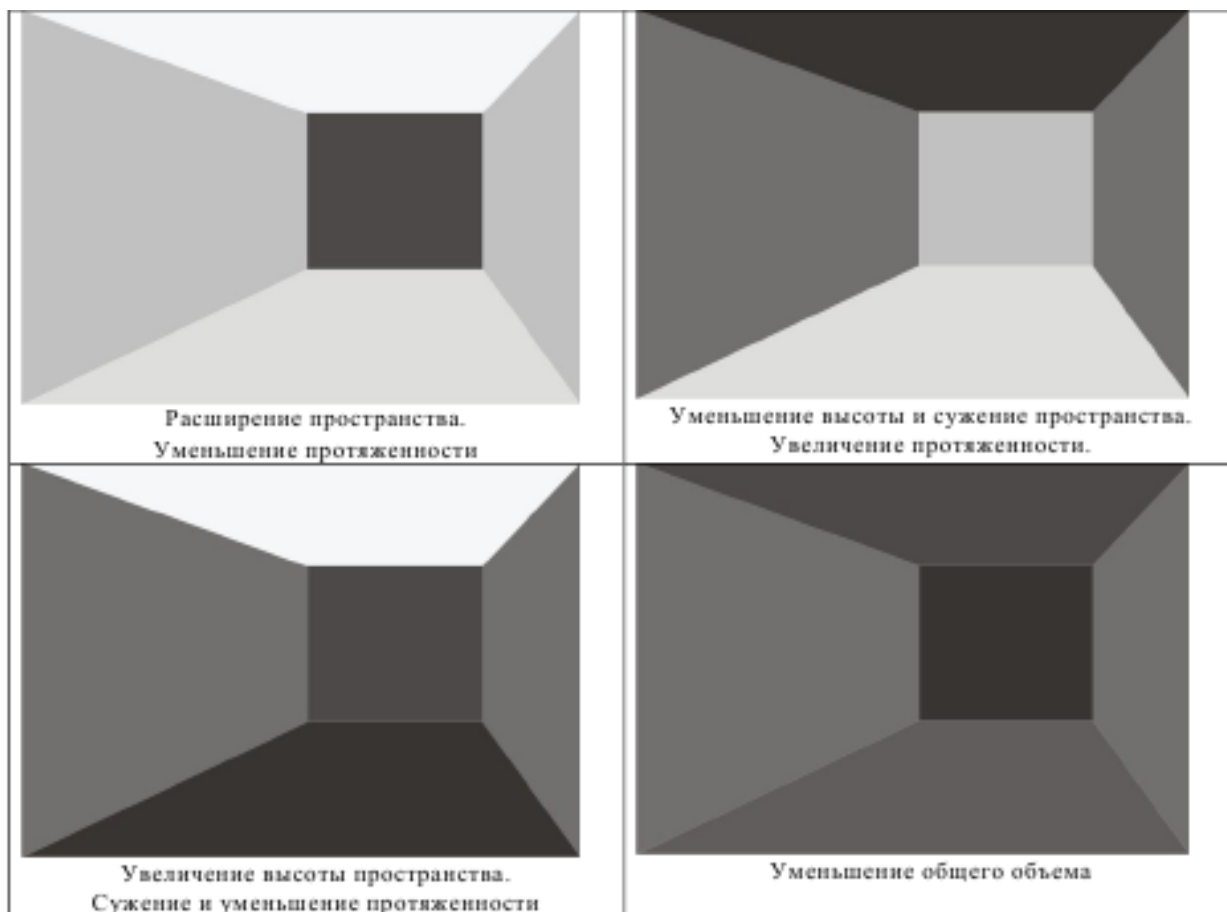 Расширение пространства.
Уменьшение протяженности
Уменьшение высоты и сужение пространства.
Увеличение протяженности.
Увеличение высоты пространства.
Сужение и уменьшение протяженности
Уменьшение общего объема